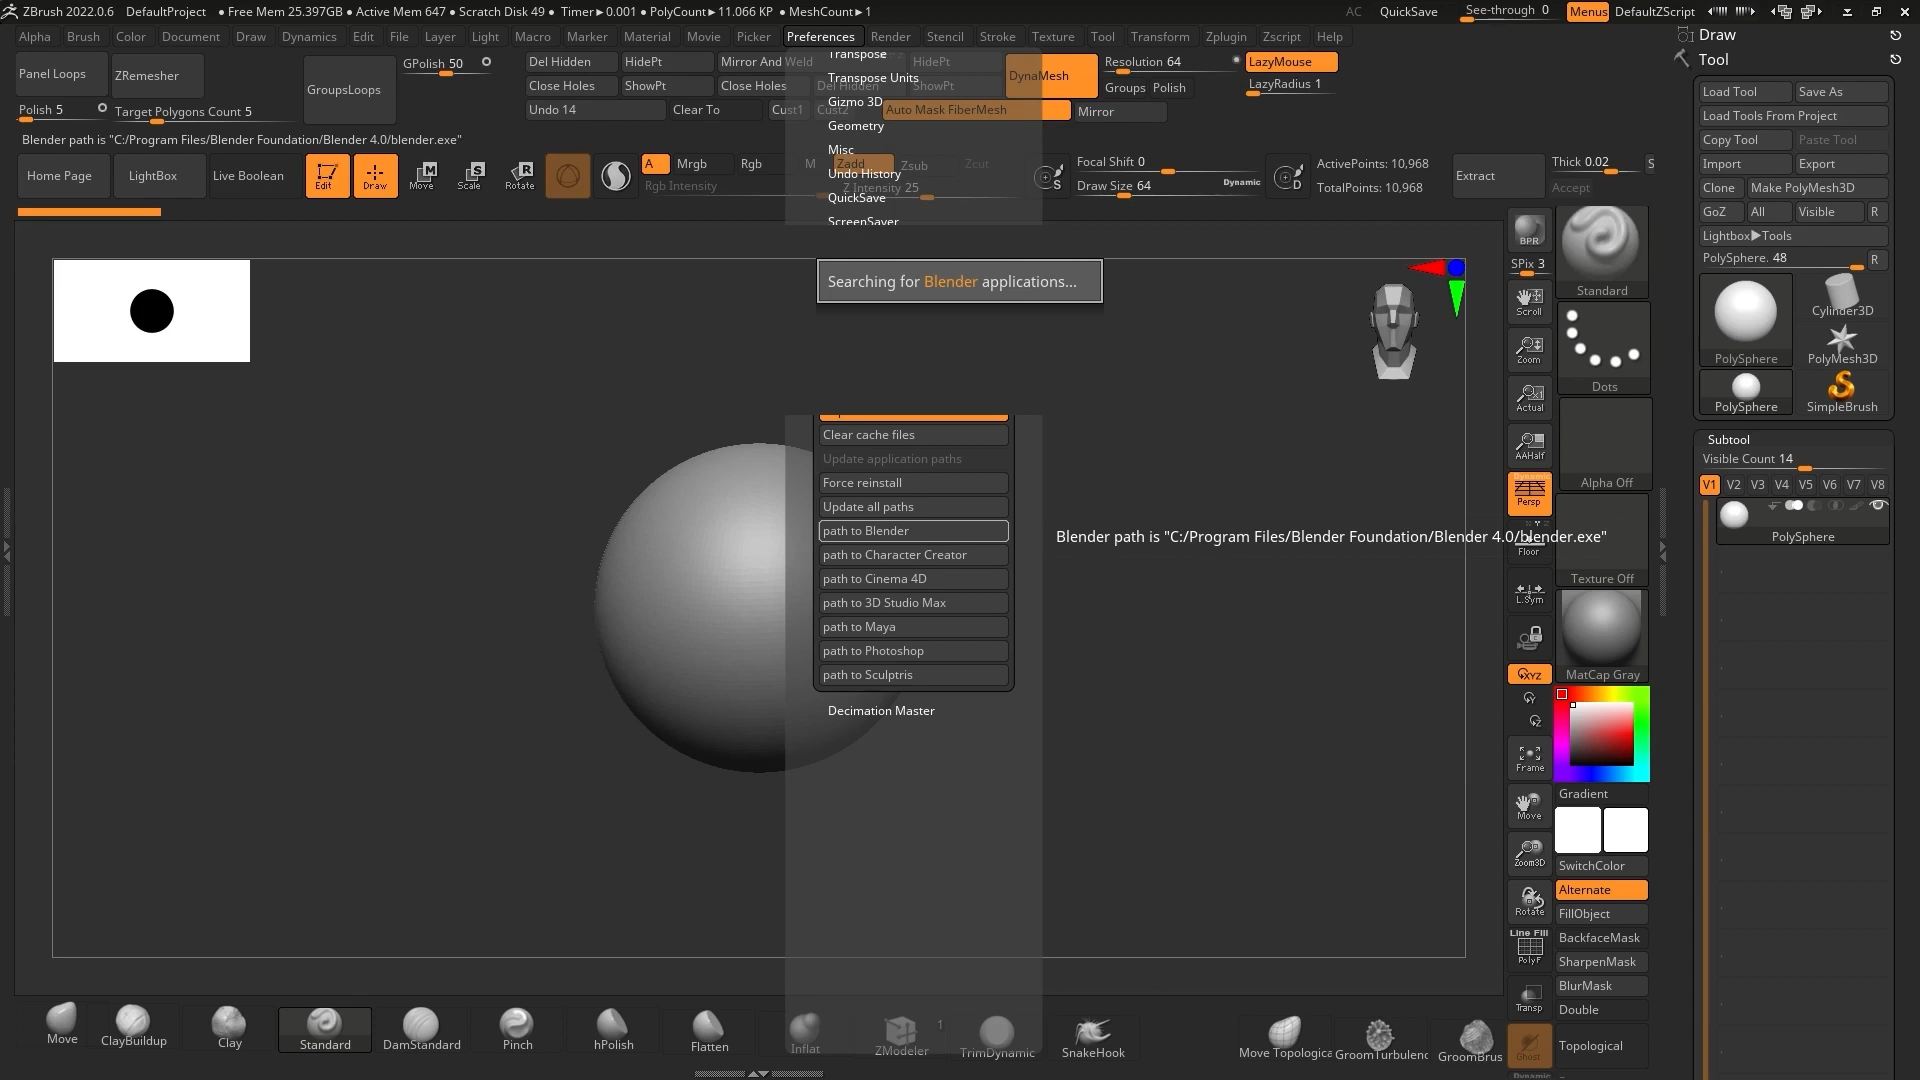 ZBrush 2022.0.6 DefaultProject • Free Mem 25.397GB • Active Mem 647 • Scratch Disk 49 • Timer▸0.001 • PolyCount▸11.066 KP • MeshCount▸1 AC QuickSave See-through 0 Menus DefaultZScript
Alpha Brush Color Document Draw Dynamics Edit File Layer Light Macro Marker Material Movie Picker Preferences Render Stencil Stroke Texture Tool Transform Zplugin Zscript Help
Draw
Tool
Panel Loops
ZRemesher
GroupsLoops
GPolish 50
Polish 5
Target Polygons Count 5
Del Hidden HidePt Mirror And Weld HidePt
Close Holes ShowPt Close Holes Del Hidden ShowPt
Undo 14 Clear To Cust1 Cust2 Auto Mask FiberMesh
DynaMesh
Resolution 64
Groups Polish
Mirror
LazyMouse
LazyRadius 1
Blender path is "C:/Program Files/Blender Foundation/Blender 4.0/blender.exe"
Home Page
LightBox
Live Boolean
Edit
Draw
Move
Scale
Rotate
A Mrgb Rgb M Zadd Zsub Zcut
Rgb Intensity Z Intensity 25
Focal Shift 0
Draw Size 64 Dynamic
ActivePoints: 10,968
TotalPoints: 10,968
Extract
Thick 0.02
S
Accept
Transpose
Transpose Units
Gizmo 3D
Geometry
Misc
Undo History
QuickSave
ScreenSaver
Searching for Blender applications...
Clear cache files
Update application paths
Force reinstall
Update all paths
path to Blender
path to Character Creator
path to Cinema 4D
path to 3D Studio Max
path to Maya
path to Photoshop
path to Sculptris
Decimation Master
Blender path is "C:/Program Files/Blender Foundation/Blender 4.0/blender.exe"
BPR
SPix 3
Scroll
Zoom
Actual
AAHalf
Dynamic
Persp
Floor
L.Sym
XYZ
Frame
Move
Zoom3D
Rotate
Line Fill
PolyF
Transp
Ghost
Dynamic
Standard
Dots
Alpha Off
Texture Off
MatCap Gray
Gradient
SwitchColor
Alternate
FillObject
BackfaceMask
SharpenMask
BlurMask
Double
Topological
Load Tool Save As
Load Tools From Project
Copy Tool Paste Tool
Import Export
Clone Make PolyMesh3D
GoZ All Visible R
Lightbox▸Tools
PolySphere. 48 R
PolySphere
Cylinder3D
PolyMesh3D
PolySphere
SimpleBrush
Subtool
Visible Count 14
V1 V2 V3 V4 V5 V6 V7 V8
PolySphere
Move
ClayBuildup
Clay
Standard
DamStandard
Pinch
hPolish
Flatten
Inflat
1
ZModeler
TrimDynamic
SnakeHook
Move Topologica
GroomTurbulenc
GroomBrus